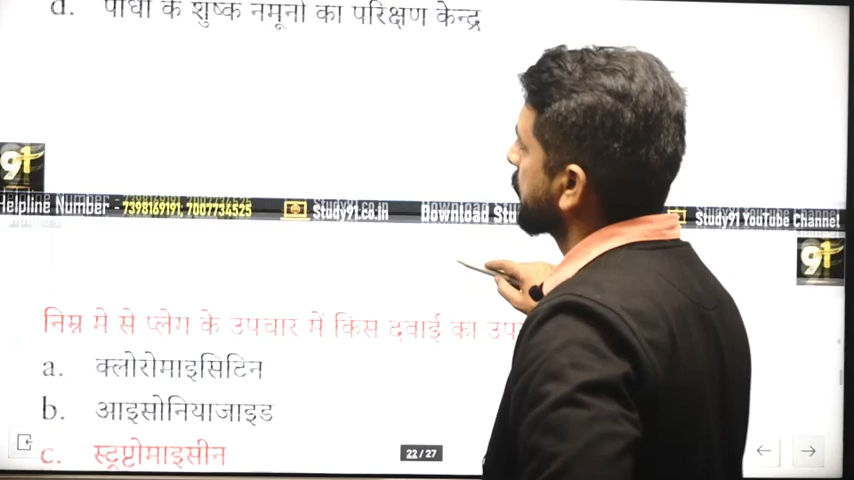 d. पौधों के शुष्क नमूनों का परिक्षण केन्द्र
91
Helpline Number - 7398169191, 7007734525 Study91.co.in Download Stu Study91 YouTube Channel
91
निम्न मे से प्लेग के उपचार में किस दवाई का उप
a. क्लोरोमाइसिटिन
b. आइसोनियाजाइड
c. स्ट्रप्टोमाइसीन
22 / 27